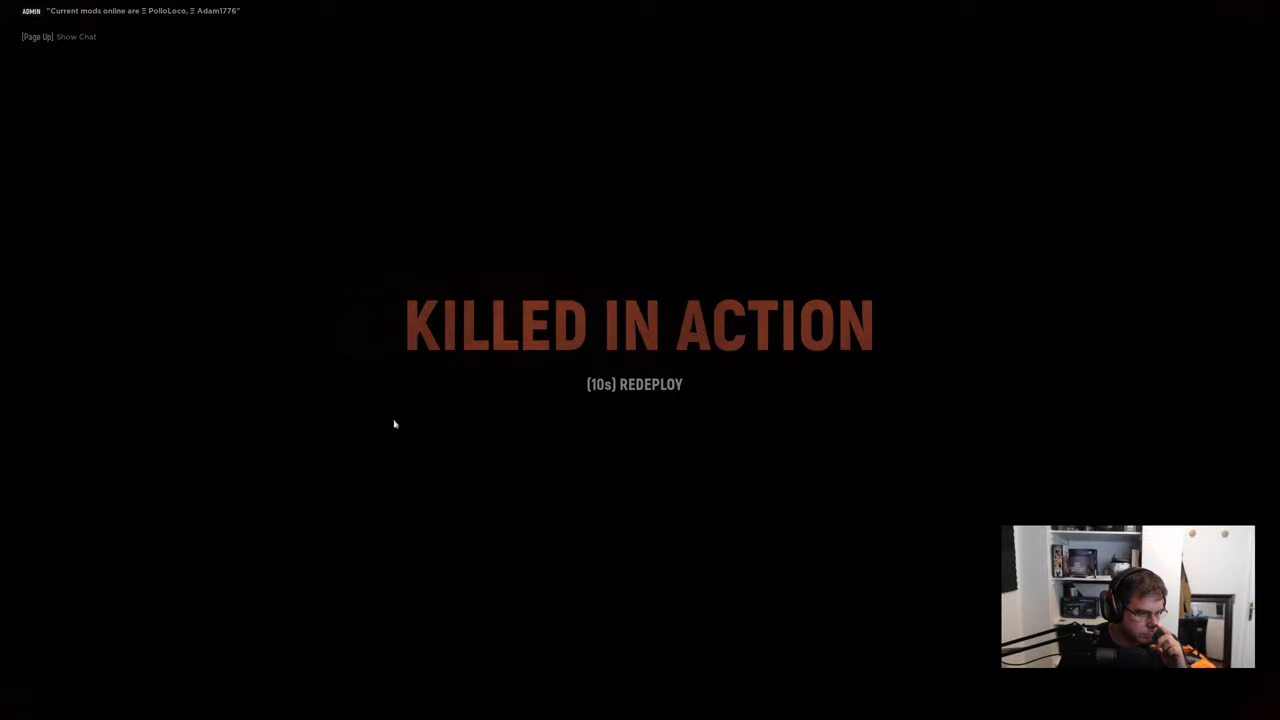 ADMIN "Current mods online are Ξ PolloLoco, Ξ Adam1776"
[Page Up] Show Chat
KILLED IN ACTION
(10s) REDEPLOY